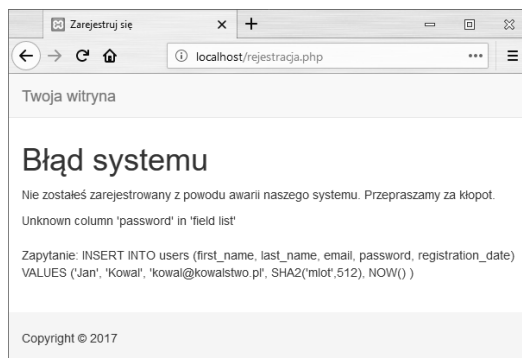 Zarejestruj się
localhost/rejestracja.php
Twoja witryna
Błąd systemu
Nie zostałeś zarejestrowany z powodu awarii naszego systemu. Przepraszamy za kłopot.
Unknown column 'password' in 'field list'
Zapytanie: INSERT INTO users (first_name, last_name, email, password, registration_date)
VALUES ('Jan', 'Kowal', 'kowal@kowalstwo.pl', SHA2('mlot',512), NOW() )
Copyright © 2017